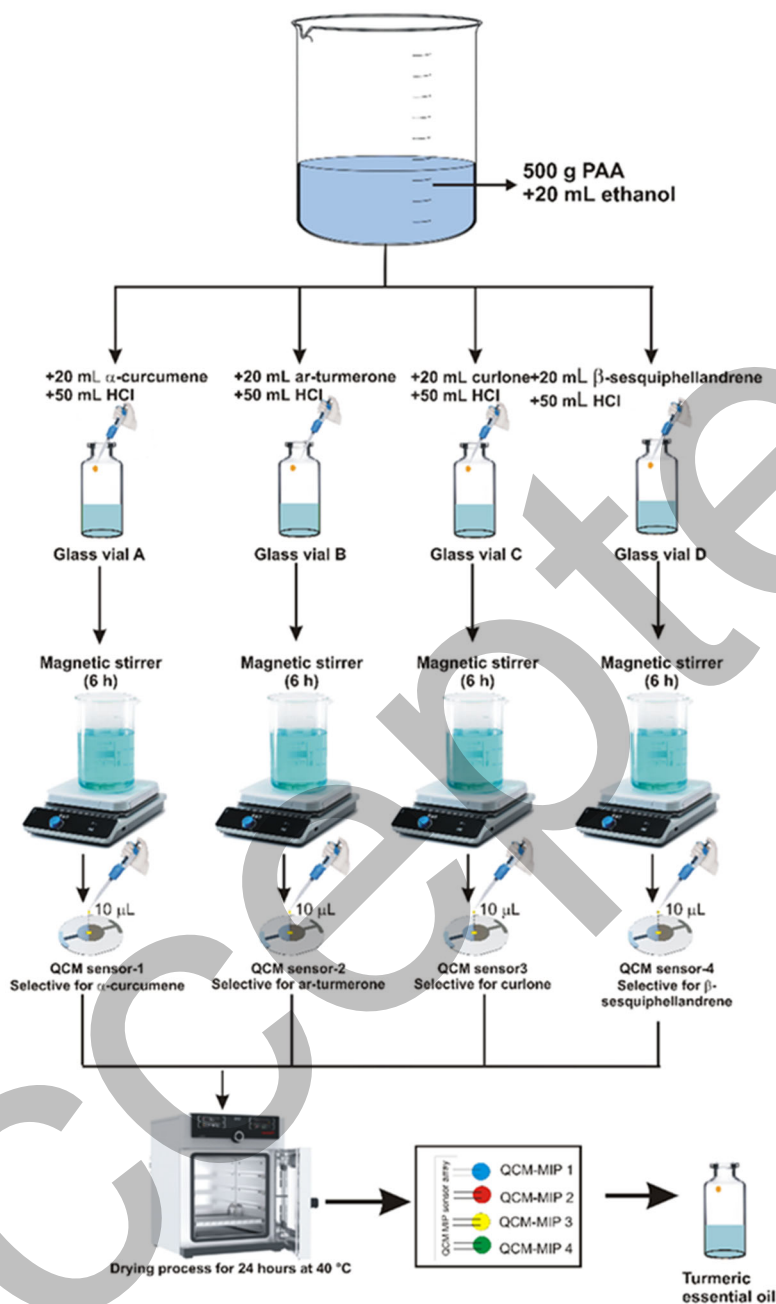 500 g PAA
+20 mL ethanol
+20 mL α-curcumene
+50 mL HCl
+20 mL ar-turmerone
+50 mL HCl
+20 mL curlone
+50 mL HCl
+20 mL β-sesquiphellandrene
+50 mL HCl
Glass vial A
Glass vial B
Glass vial C
Glass vial D
Magnetic stirrer
(6 h)
Magnetic stirrer
(6 h)
Magnetic stirrer
(6 h)
Magnetic stirrer
(6 h)
10 μL
10 μL
10 μL
10 μL
QCM sensor-1
Selective for α-curcumene
QCM sensor-2
Selective for ar-turmerone
QCM sensor3
Selective for curlone
QCM sensor-4
Selective for β-
sesquiphellandrene
Drying process for 24 hours at 40 °C
QCM MIP sensor array
QCM-MIP 1
QCM-MIP 2
QCM-MIP 3
QCM-MIP 4
Turmeric
essential oil
ccepte